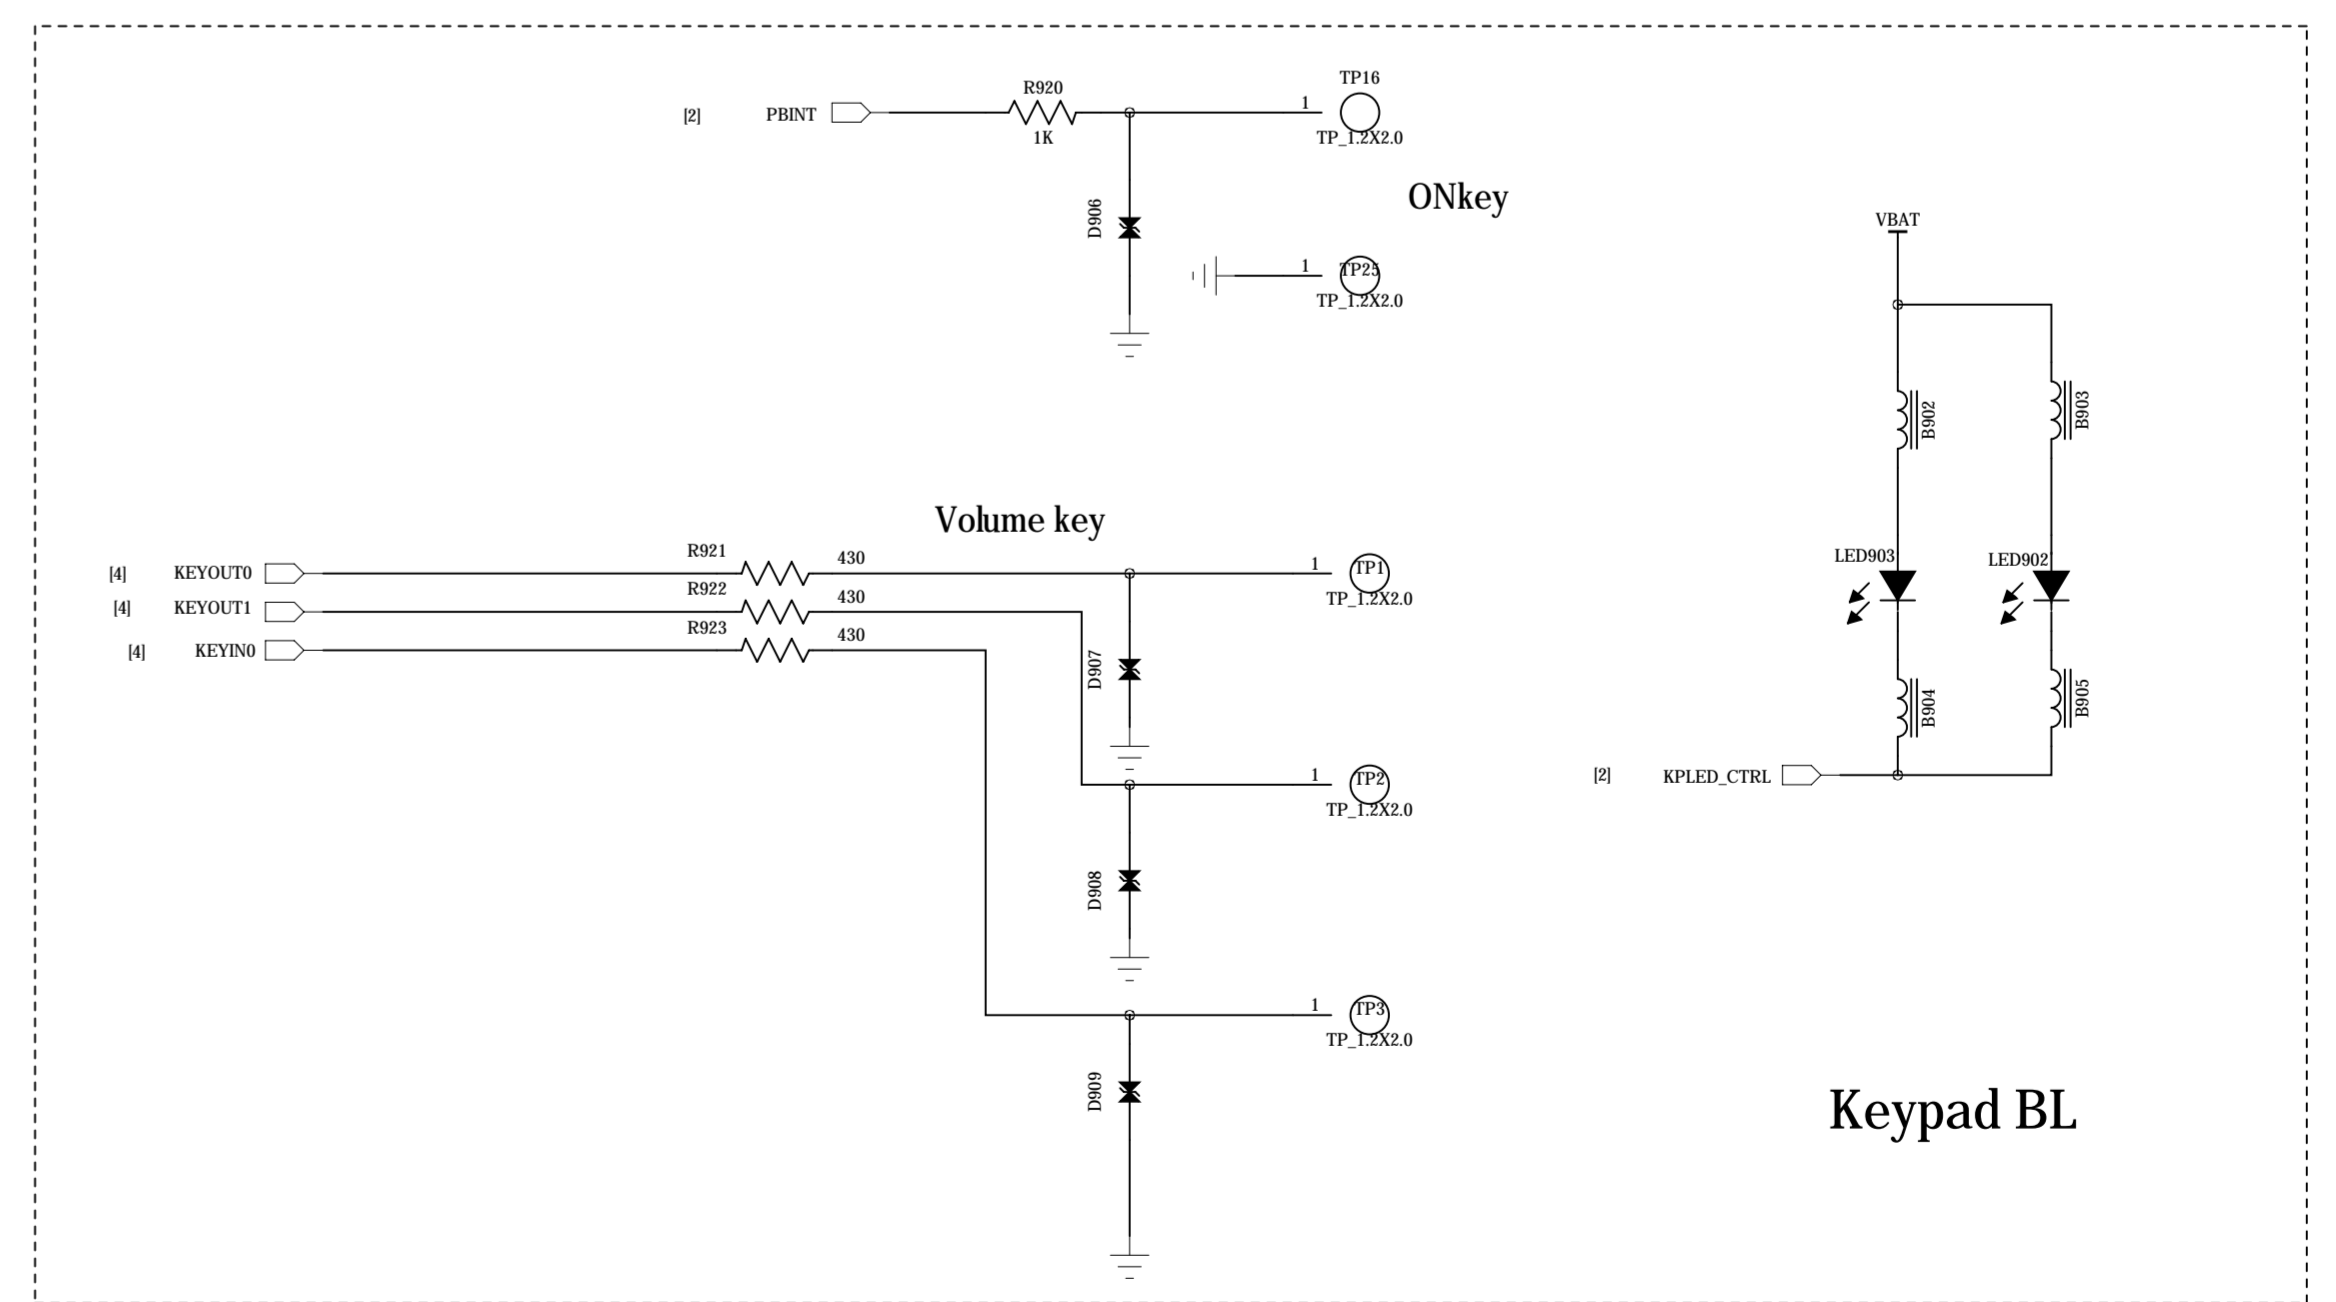 TP16
R920
1
[2] PBINT
1K
TP_1.2X2.0
ONkey
D906
VBAT
1
TP25
TP_1.2X2.0
B902
B903
Volume key
R921
430
1
TP1
[4] KEYOUT0
TP_1.2X2.0
R922
430
[4] KEYOUT1
R923
430
[4] KEYIN0
LED903
LED902
D907
B904
B905
1
TP2
TP_1.2X2.0
[2] KPLED_CTRL
D908
1
TP3
TP_1.2X2.0
D909
Keypad BL